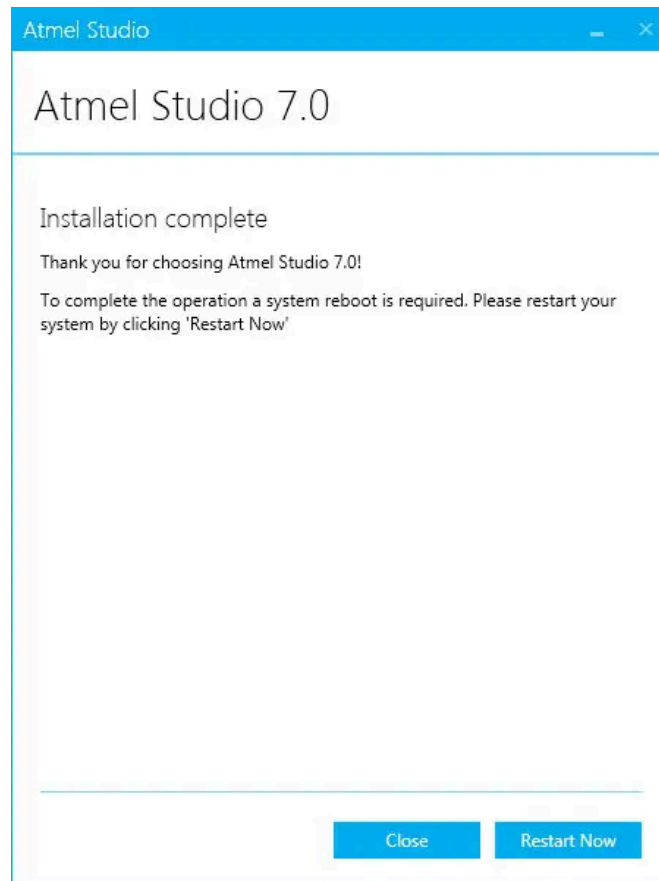 Atmel Studio
Atmel Studio 7.0
Installation complete
Thank you for choosing Atmel Studio 7.0!
To complete the operation a system reboot is required. Please restart your
system by clicking 'Restart Now'
Close
Restart Now